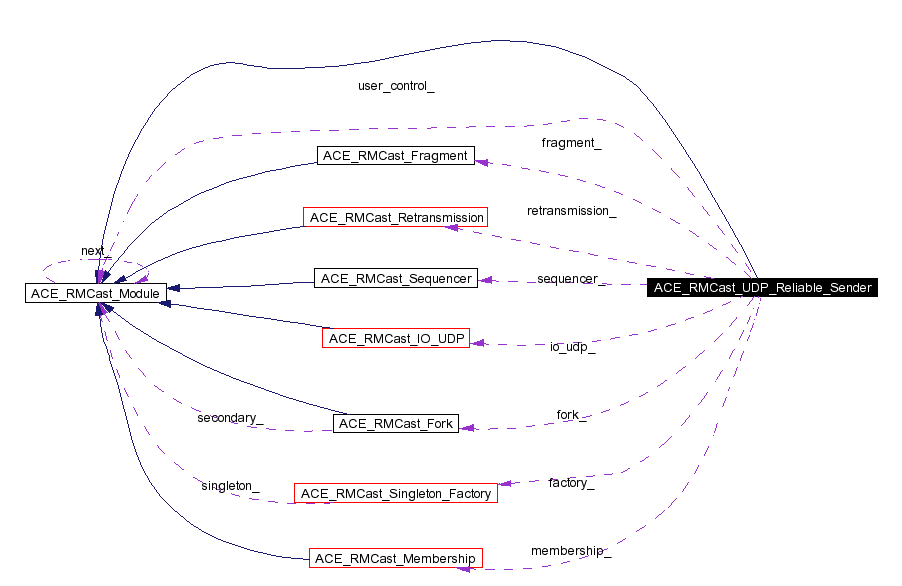 user_control_
fragment_
ACE_RMCast_Fragment
retransmission_
ACE_RMCast_Retransmission
next_
sequencer_
ACE_RMCast_Sequencer
ACE_RMCast_UDP_Reliable_Sender
ACE_RMCast_Module
ACE_RMCast_IO_UDP
io_udp_
secondary_
fork_
ACE_RMCast_Fork
singleton_
factory_
ACE_RMCast_Singleton_Factory
membership_
ACE_RMCast_Membership